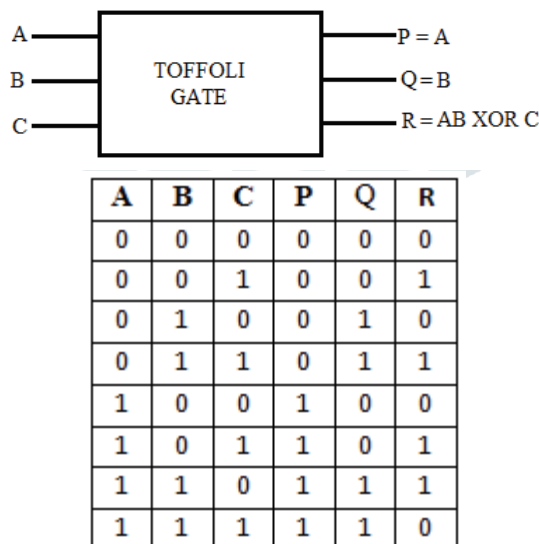 A P = A
B TOFFOLI Q=B
GATE
C R = AB XOR C
A B C P Q R
0 0 0 0 0 0
0 0 1 0 0 1
0 1 0 0 1 0
0 1 1 0 1 1
1 0 0 1 0 0
1 0 1 1 0 1
1 1 0 1 1 1
1 1 1 1 1 0